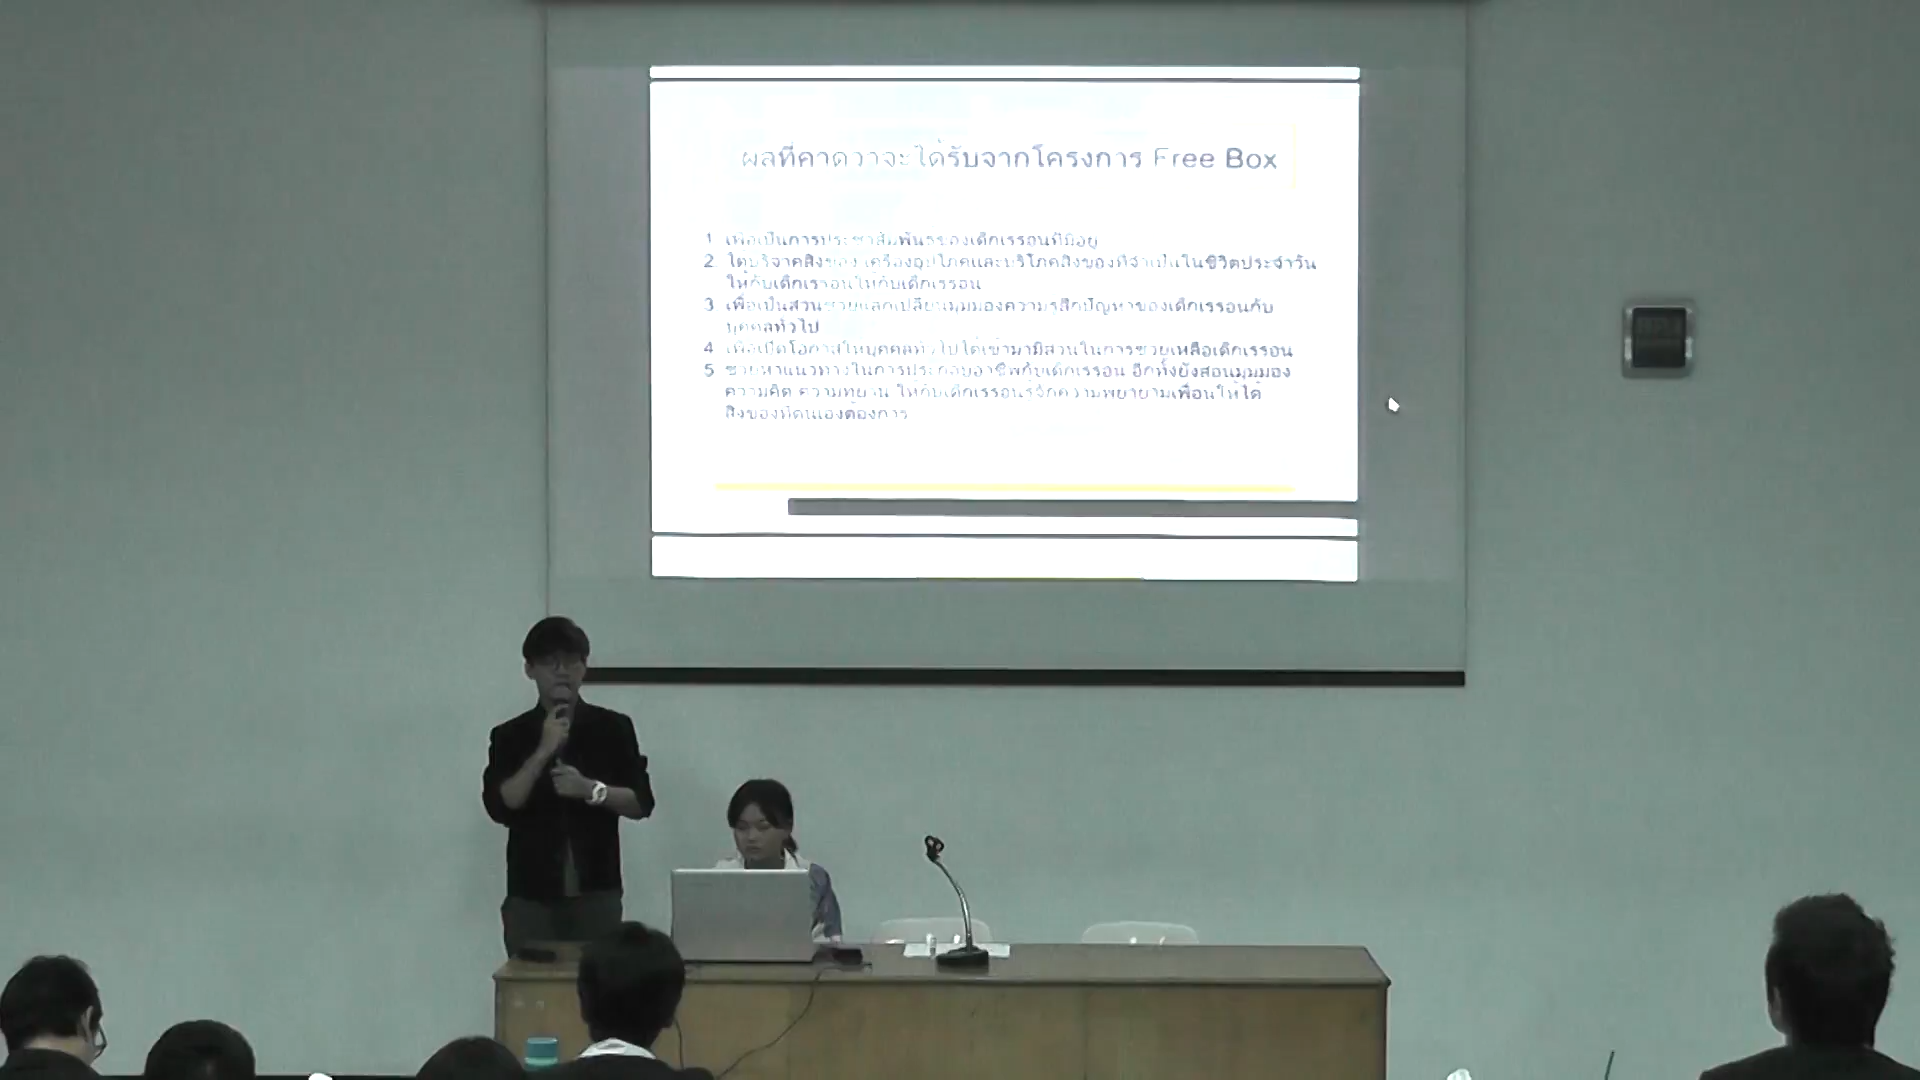 ผลที่คาดว่าจะได้รับจากโครงการ Free Box
1 เพื่อเป็นการประชาสัมพันธ์ของเด็กเร่ร่อนที่มีอยู่
2 ได้บริจาคสิ่งของ เครื่องอุปโภคและบริโภคสิ่งของที่จำเป็นในชีวิตประจำวัน
ให้กับเด็กเร่าอนให้กับเด็กเร่ร่อน
3 เพื่อเป็นส่วนช่วยแลกเปลี่ยนมุมมองความรู้สึกปัญหาของเด็กเร่ร่อนกับ
บุคคลทั่วไป
4 เพื่อเปิดโอกาสให้บุคคลทั่วไปได้เข้ามามีส่วนในการช่วยเหลือเด็กเร่ร่อน
5 ช่วยหาแนวทางในการประกอบอาชีพกับเด็กเร่ร่อน อีกทั้งยังสอนมุมมอง
ความคิด ความ ให้กับเด็กเร่ร่อนรู้จักความพยายามเพื่อนให้ได้
สิ่งของที่ตนเองต้องการ